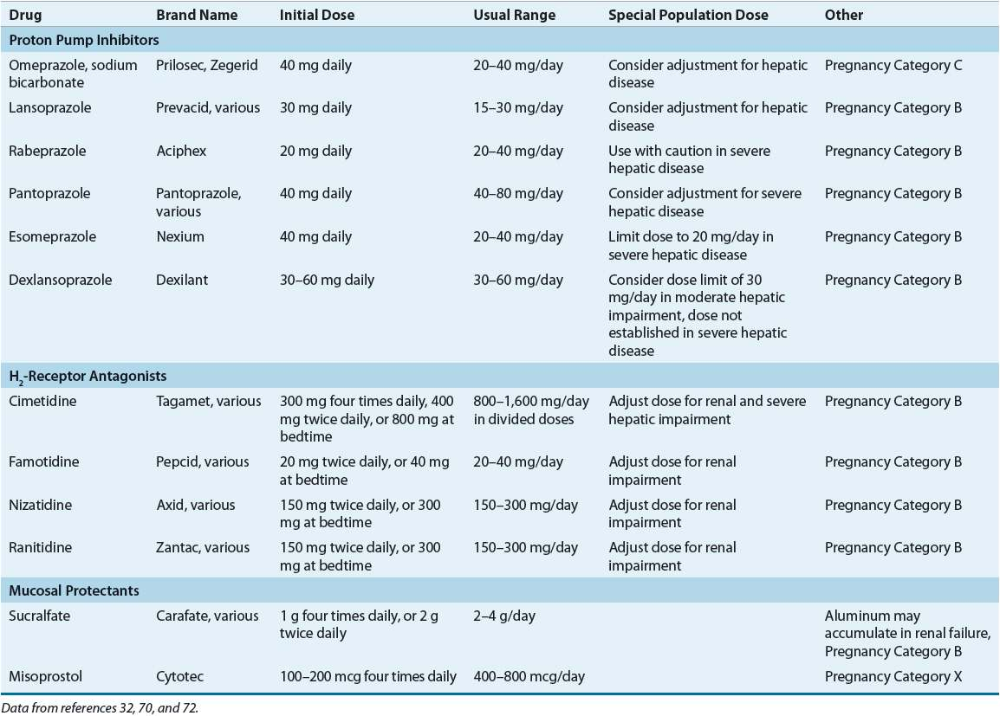 Drug Brand Name Initial Dose Usual Range Special Population Dose Other
Proton Pump Inhibitors
Omeprazole, sodium Prilosec, Zegerid 40 mg daily 20–40 mg/day Consider adjustment for hepatic Pregnancy Category C
bicarbonate disease
Lansoprazole Prevacid, various 30 mg daily 15–30 mg/day Consider adjustment for hepatic Pregnancy Category B
disease
Rabeprazole Aciphex 20 mg daily 20–40 mg/day Use with caution in severe Pregnancy Category B
hepatic disease
Pantoprazole Pantoprazole, 40 mg daily 40–80 mg/day Consider adjustment for severe Pregnancy Category B
various hepatic disease
Esomeprazole Nexium 40 mg daily 20–40 mg/day Limit dose to 20 mg/day in Pregnancy Category B
severe hepatic disease
Dexlansoprazole Dexilant 30–60 mg daily 30–60 mg/day Consider dose limit of 30 Pregnancy Category B
mg/day in moderate hepatic
impairment, dose not
established in severe hepatic
disease
H₂-Receptor Antagonists
Cimetidine Tagamet, various 300 mg four times daily, 400 800–1,600 mg/day Adjust dose for renal and severe Pregnancy Category B
mg twice daily, or 800 mg at in divided doses hepatic impairment
bedtime
Famotidine Pepcid, various 20 mg twice daily, or 40 mg 20–40 mg/day Adjust dose for renal Pregnancy Category B
at bedtime impairment
Nizatidine Axid, various 150 mg twice daily, or 300 150–300 mg/day Adjust dose for renal Pregnancy Category B
mg at bedtime impairment
Ranitidine Zantac, various 150 mg twice daily, or 300 150–300 mg/day Adjust dose for renal Pregnancy Category B
mg at bedtime impairment
Mucosal Protectants
Sucralfate Carafate, various 1 g four times daily, or 2 g 2–4 g/day Aluminum may
twice daily accumulate in renal failure,
Pregnancy Category B
Misoprostol Cytotec 100–200 mcg four times daily 400–800 mcg/day Pregnancy Category X
Data from references 32, 70, and 72.